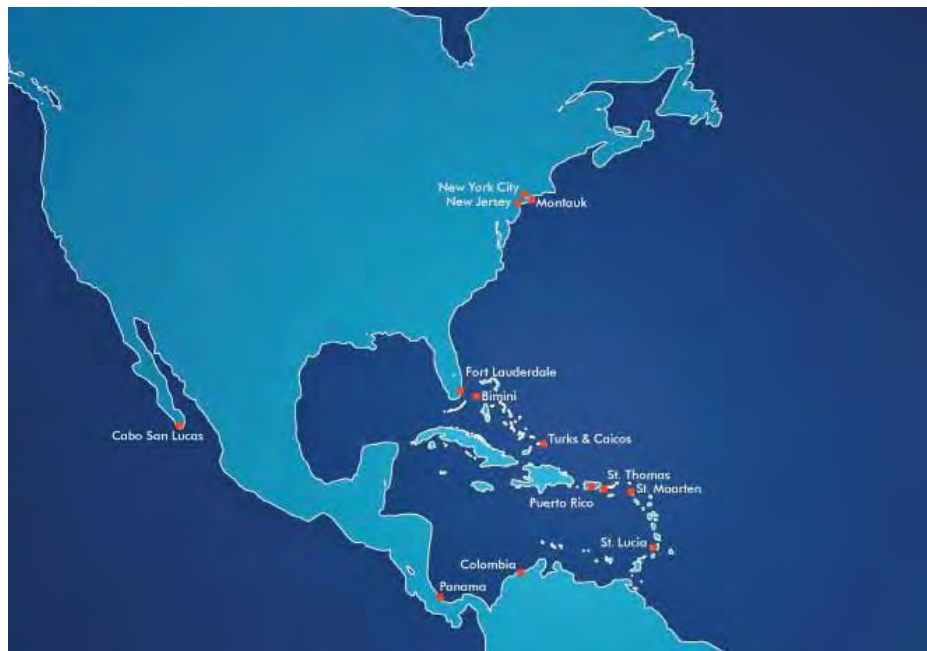 New York City
New Jersey
Montauk
Fort Lauderdale
Bimini
Cabo San Lucas
Turks & Caicos
St. Thomas
St. Maarten
Puerto Rico
St. Lucia
Colombia
Panama